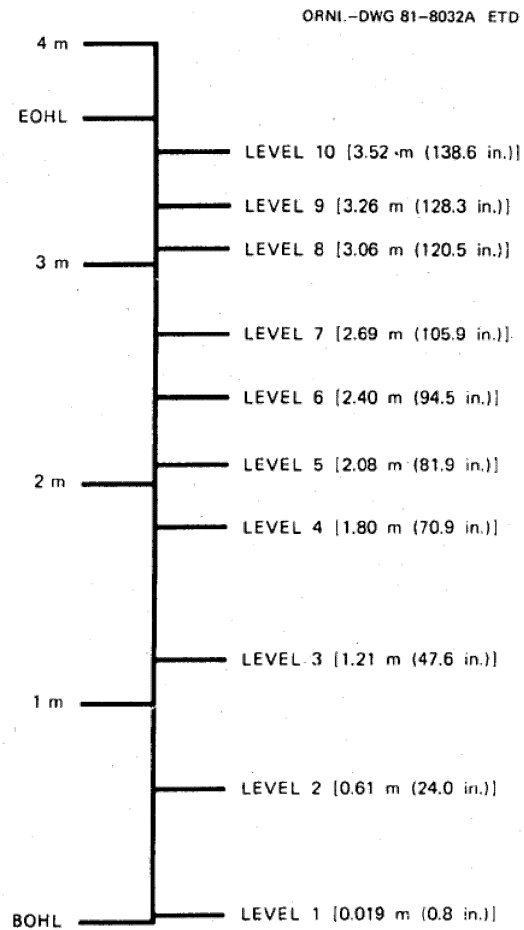 ORNI.-DWG 81-8032A ETD
4 m
EOHL
LEVEL 10 [3.52 m (138.6 in.)]
LEVEL 9 [3.26 m (128.3 in.)]
LEVEL 8 [3.06 m (120.5 in.)]
3 m
LEVEL 7 [2.69 m (105.9 in.)]
LEVEL 6 [2.40 m (94.5 in.)]
LEVEL 5 [2.08 m (81.9 in.)]
2 m
LEVEL 4 [1.80 m (70.9 in.)]
LEVEL 3 [1.21 m (47.6 in.)]
1 m
LEVEL 2 [0.61 m (24.0 in.)]
LEVEL 1 [0.019 m (0.8 in.)]
BOHL